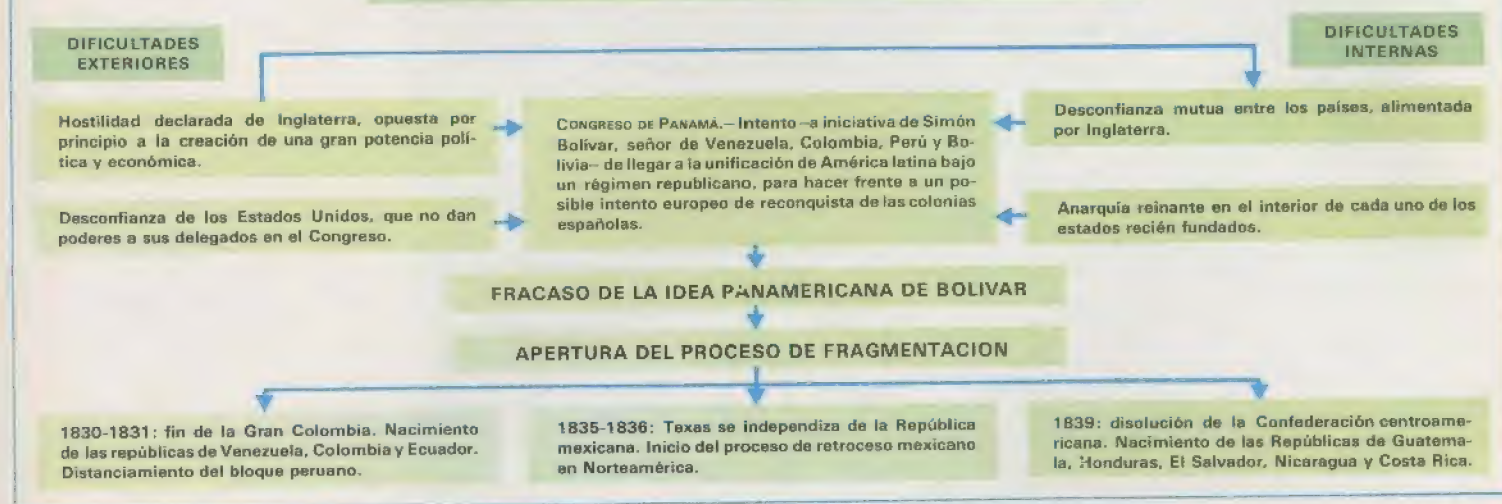 DIFICULTADES
EXTERIORES
DIFICULTADES
INTERNAS
Hostilidad declarada de Inglaterra, opuesta por
principio a la creación de una gran potencia polí-
tica y económica.
Desconfianza de los Estados Unidos, que no dan
poderes a sus delegados en el Congreso.
CONGRESO DE PANAMÁ.– Intento –a iniciativa de Simón
Bolívar, señor de Venezuela, Colombia, Perú y Bo-
livia– de llegar a la unificación de América latina bajo
un régimen republicano, para hacer frente a un po-
sible intento europeo de reconquista de las colonias
españolas.
Desconfianza mutua entre los países, alimentada
por Inglaterra.
Anarquía reinante en el interior de cada uno de los
estados recién fundados.
FRACASO DE LA IDEA PANAMERICANA DE BOLIVAR
APERTURA DEL PROCESO DE FRAGMENTACION
1830-1831: fin de la Gran Colombia. Nacimiento
de las repúblicas de Venezuela, Colombia y Ecuador.
Distanciamiento del bloque peruano.
1835-1836: Texas se independiza de la República
mexicana. Inicio del proceso de retroceso mexicano
en Norteamérica.
1839: disolución de la Confederación centroame-
ricana. Nacimiento de las Repúblicas de Guatema-
la, Honduras, El Salvador, Nicaragua y Costa Rica.